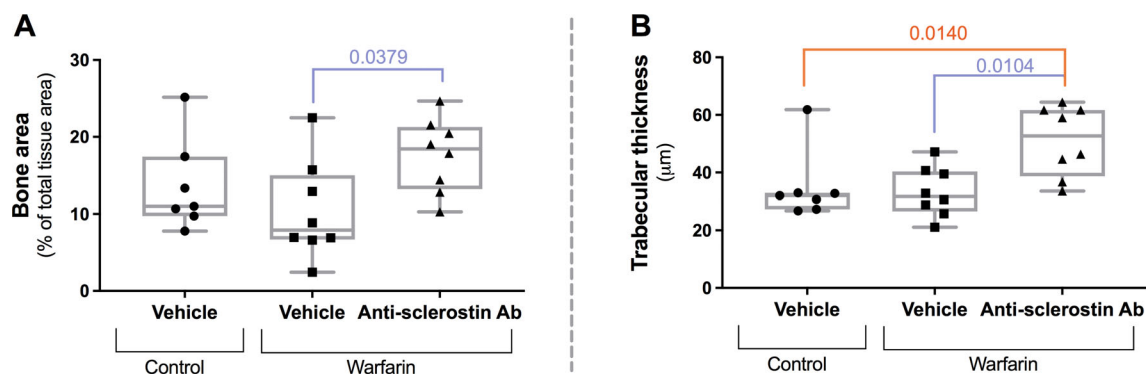 A
Bone area
(% of total tissue area)
30
20
10
0
0.0379
Vehicle
Vehicle
Anti-sclerostin Ab
Control
Warfarin
B
Trabecular thickness
(μm)
80
60
40
20
0
0.0140
0.0104
Vehicle
Vehicle
Anti-sclerostin Ab
Control
Warfarin